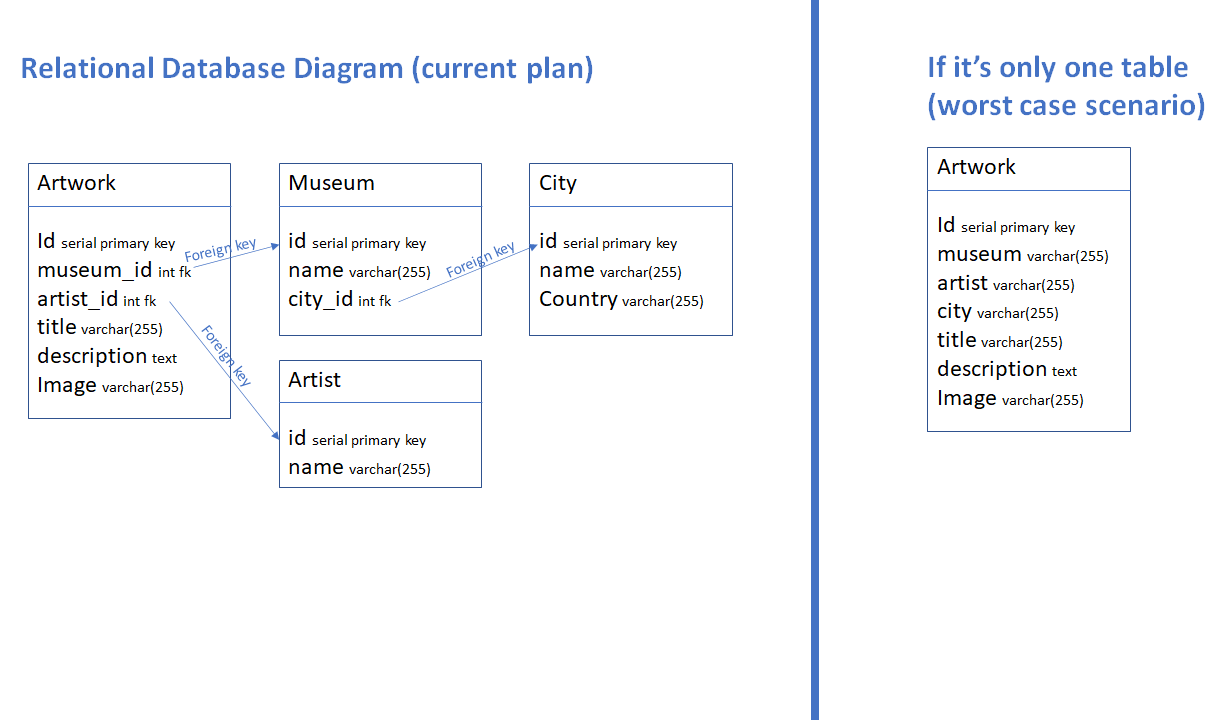 Relational Database Diagram (current plan)
If it’s only one table
(worst case scenario)
Artwork
Id serial primary key
museum_id int fk
artist_id int fk
title varchar(255)
description text
Image varchar(255)
Foreign key
Foreign key
Museum
id serial primary key
name varchar(255)
city_id int fk
Foreign key
City
id serial primary key
name varchar(255)
Country varchar(255)
Artist
id serial primary key
name varchar(255)
Artwork
Id serial primary key
museum varchar(255)
artist varchar(255)
city varchar(255)
title varchar(255)
description text
Image varchar(255)